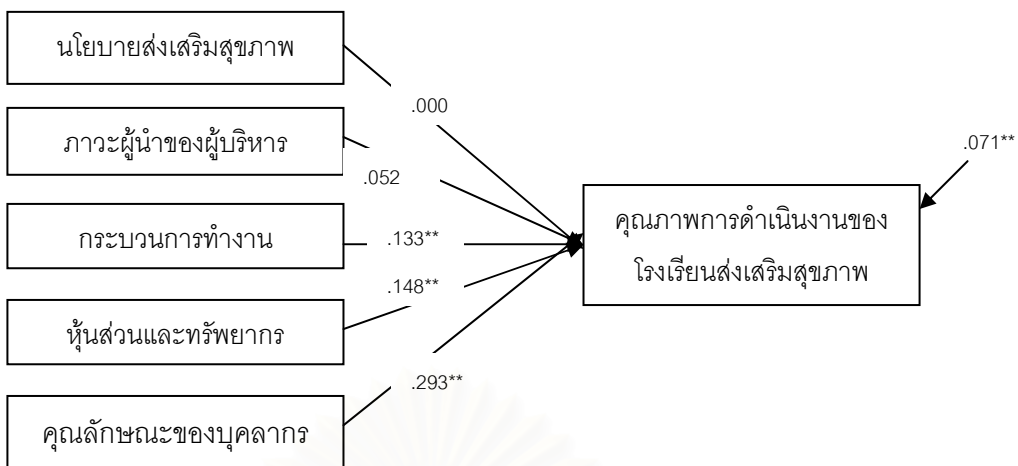 นโยบายส่งเสริมสุขภาพ
.000
ภาวะผู้นำของผู้บริหาร
.052
.071**
กระบวนการทำงาน
.133**
คุณภาพการดำเนินงานของ
โรงเรียนส่งเสริมสุขภาพ
.148**
หุ้นส่วนและทรัพยากร
.293**
คุณลักษณะของบุคลากร